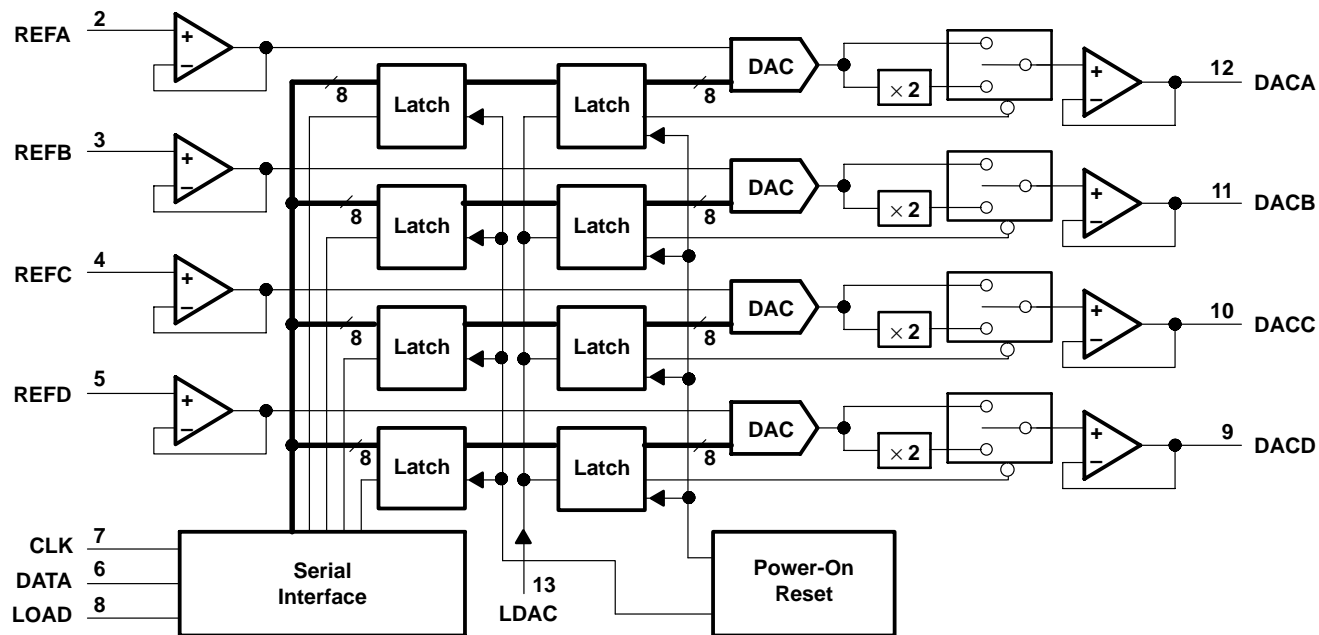 REFA 2 + − DAC × 2 + − 12 DACA
8 Latch Latch 8
REFB 3 + − DAC × 2 + − 11 DACB
8 Latch Latch 8
REFC 4 + − DAC × 2 + − 10 DACC
8 Latch Latch 8
REFD 5 + − DAC × 2 + − 9 DACD
8 Latch Latch 8
CLK 7
DATA 6
LOAD 8
Serial
Interface
13
LDAC
Power-On
Reset